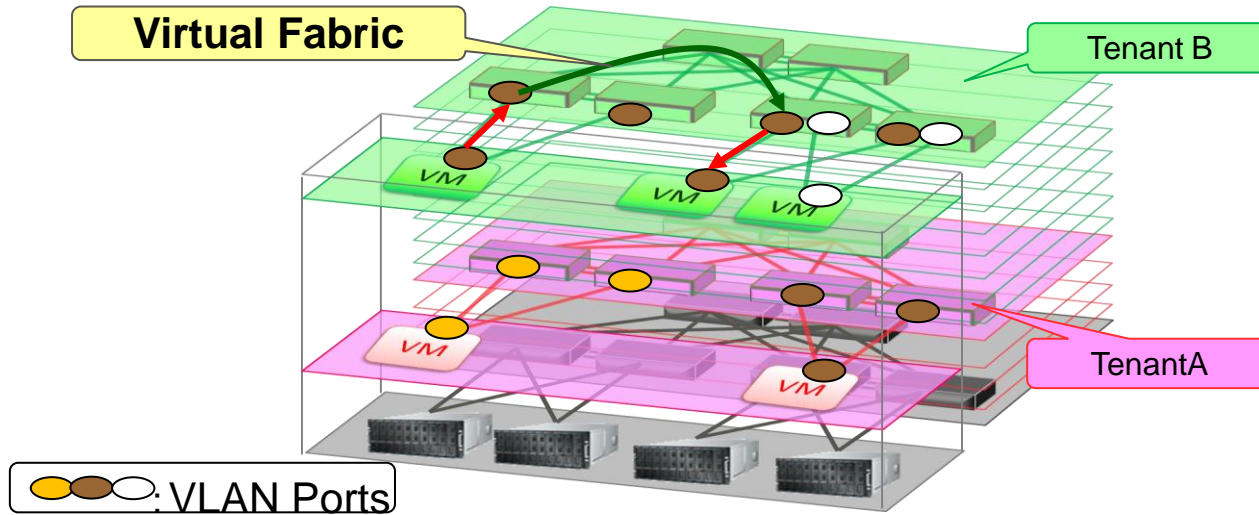 Virtual Fabric
Tenant B
VM
VM
VM
VM
VM
TenantA
: VLAN Ports